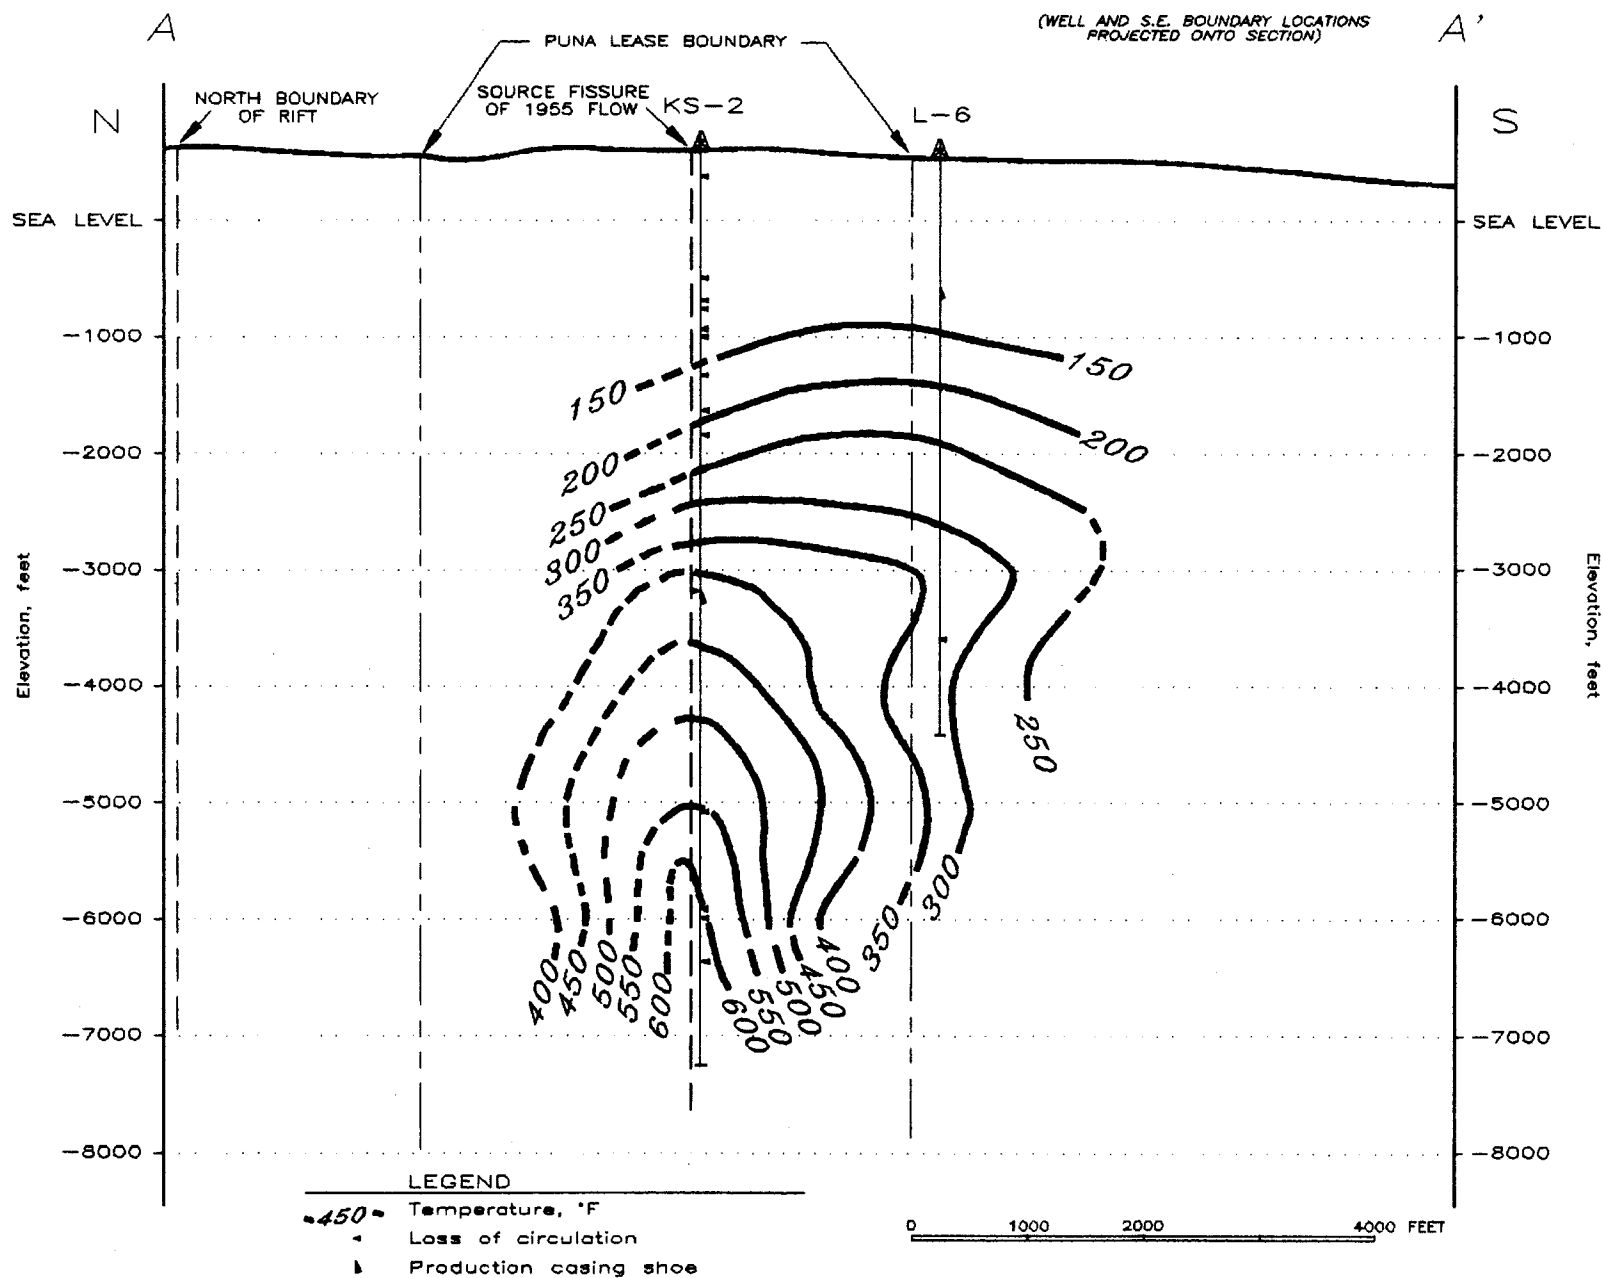 A
(WELL AND S.E. BOUNDARY LOCATIONS
PROJECTED ONTO SECTION)
A'
PUNA LEASE BOUNDARY
NORTH BOUNDARY
OF RIFT
SOURCE FISSURE
OF 1955 FLOW
KS-2
L-6
N
S
SEA LEVEL
SEA LEVEL
-1000
-1000
150
150
200
200
-2000
-2000
250
300
350
-3000
-3000
Elevation, feet
Elevation, feet
-4000
-4000
250
-5000
-5000
300
350
-6000
-6000
400
450
500
550
600
600
550
500
450
400
-7000
-7000
-8000
-8000
LEGEND
450 Temperature, °F
Loss of circulation
Production casing shoe
0 1000 2000 4000 FEET